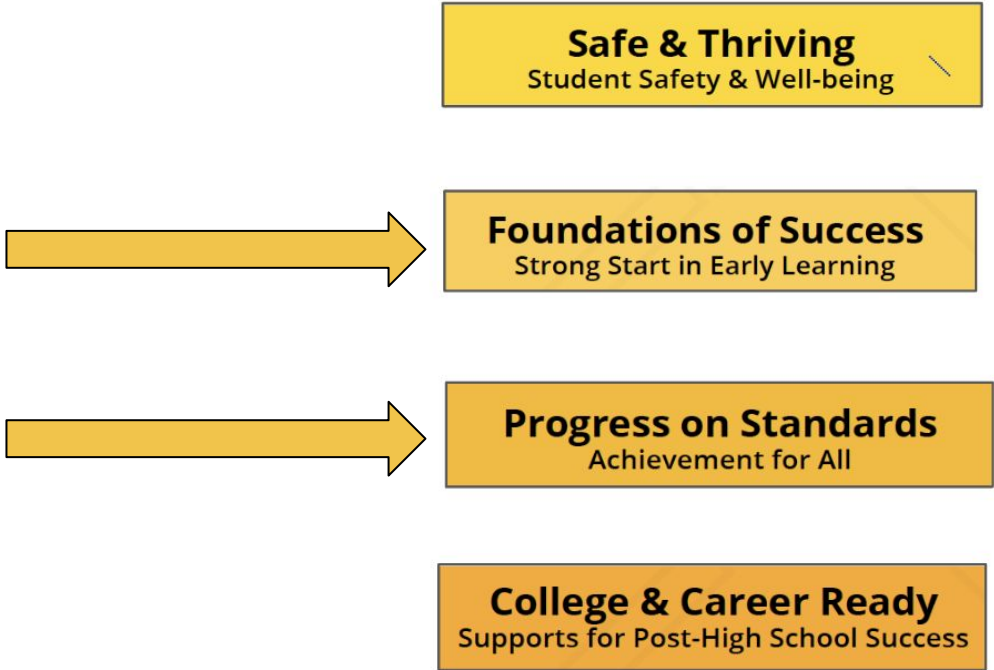 Safe & Thriving
Student Safety & Well-being
Foundations of Success
Strong Start in Early Learning
Progress on Standards
Achievement for All
College & Career Ready
Supports for Post-High School Success